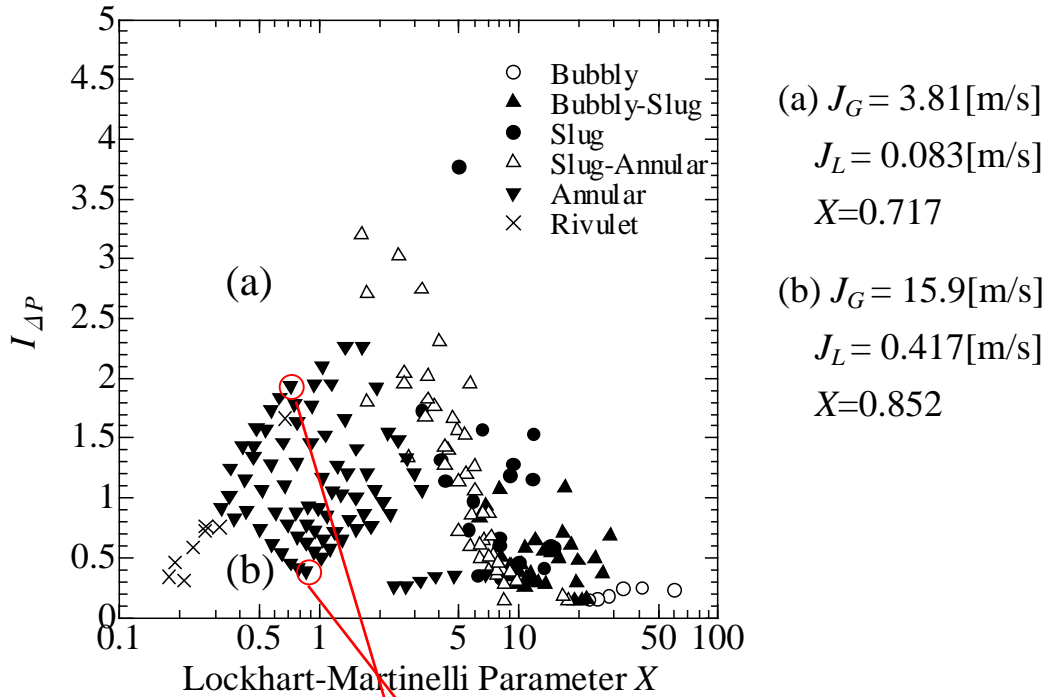 5
4.5
4
3.5
3
2.5
2
1.5
1
0.5
0
I_{ΔP}
Bubbly
Bubbly-Slug
Slug
Slug-Annular
Annular
Rivulet
(a)
(b)
0.1 0.5 1 5 10 50 100
Lockhart-Martinelli Parameter X
(a) J_G = 3.81[m/s]
J_L = 0.083[m/s]
X=0.717
(b) J_G = 15.9[m/s]
J_L = 0.417[m/s]
X=0.852